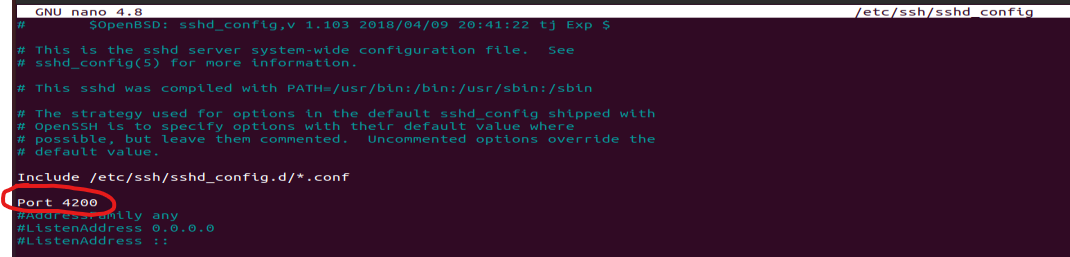 GNU nano 4.8 /etc/ssh/sshd_config
# $OpenBSD: sshd_config,v 1.103 2018/04/09 20:41:22 tj Exp $
# This is the sshd server system-wide configuration file. See
# sshd_config(5) for more information.
# This sshd was compiled with PATH=/usr/bin:/bin:/usr/sbin:/sbin
# The strategy used for options in the default sshd_config shipped with
# OpenSSH is to specify options with their default value where
# possible, but leave them commented. Uncommented options override the
# default value.
Include /etc/ssh/sshd_config.d/*.conf
Port 4200
#AddressFamily any
#ListenAddress 0.0.0.0
#ListenAddress ::